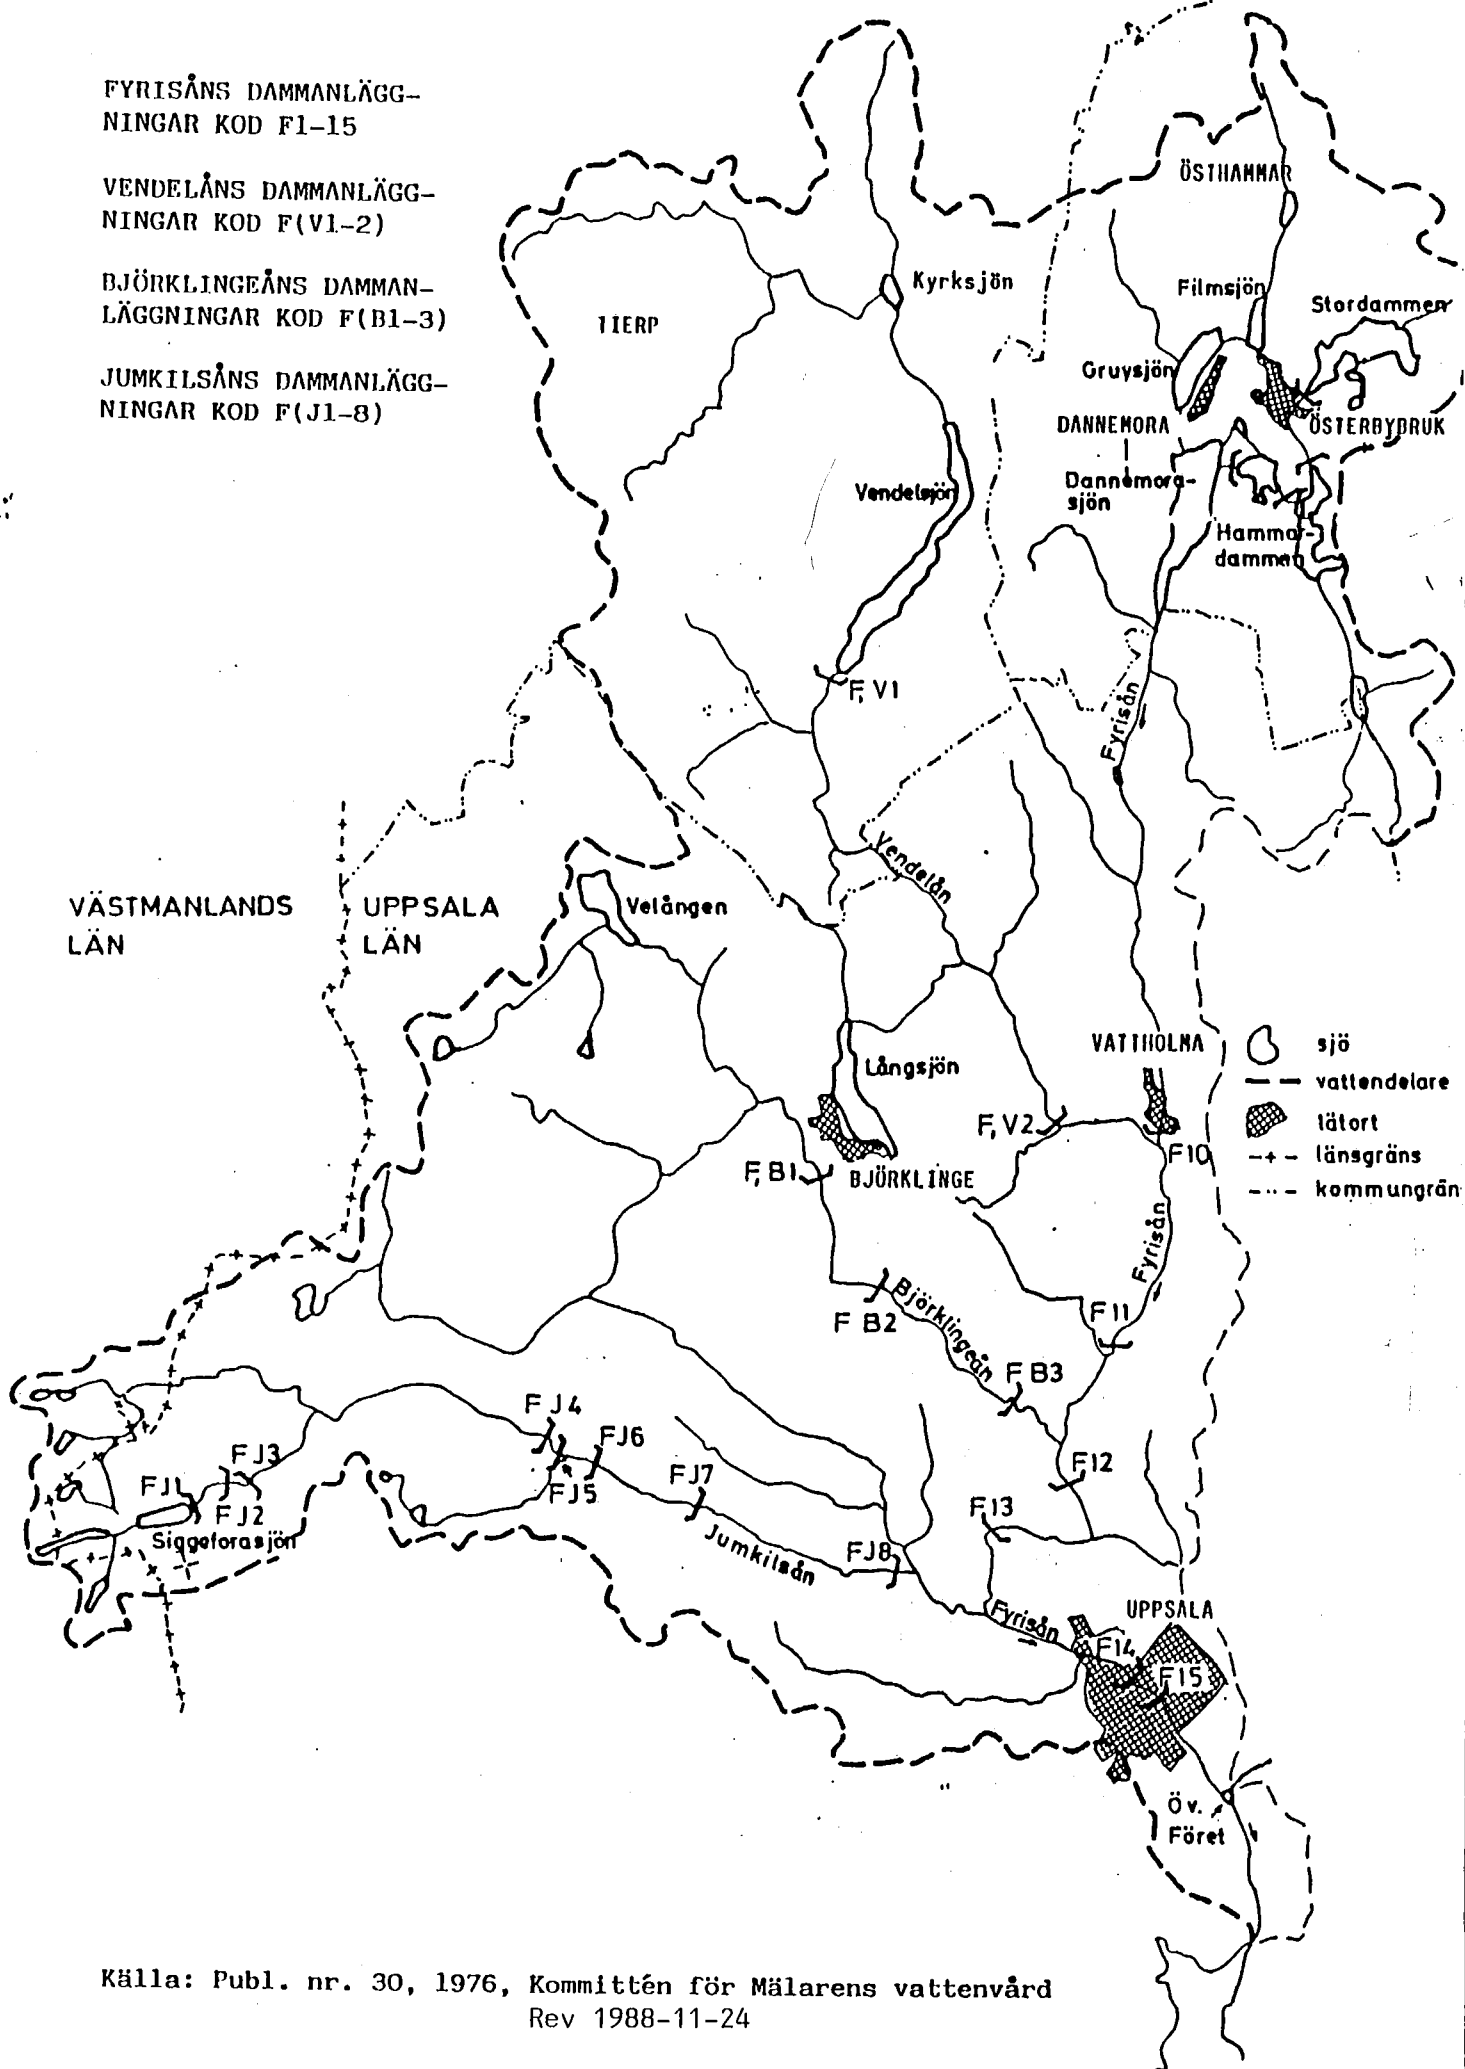 FYRISÅNS DAMMANLÄGG-
NINGAR KOD F1-15
VENDELÅNS DAMMANLÄGG-
NINGAR KOD F(V1-2)
BJÖRKLINGEÅNS DAMMAN-
LÄGGNINGAR KOD F(B1-3)
JUMKILSÅNS DAMMANLÄGG-
NINGAR KOD F(J1-8)
ÖSTHAMMAR
Kyrksjön
Filmsjön
Stordammen
TIERP
Gruvsjön
DANNEMORA
ÖSTERBYBRUK
Vendelsjön
Dannemora-
sjön
Hammar-
dammen
F, V1
Fyrisån
Vendelån
VÄSTMANLANDS
LÄN
UPPSALA
LÄN
Velången
VATTHOLMA
Långsjön
sjö
vattendelare
tätort
länsgräns
kommungrän
F, V2
F10
F, B1
BJÖRKLINGE
Fyrisån
F B2
Björklingeån
F11
F B3
F J4
FJ6
FJ3
FJ1
FJ2
FJ5
FJ7
F12
F13
Siggeforasjön
Jumkilsån
FJ8
Fyrisån
UPPSALA
F14
F15
Öv.
Föret
Källa: Publ. nr. 30, 1976, Kommittén för Mälarens vattenvård
Rev 1988-11-24